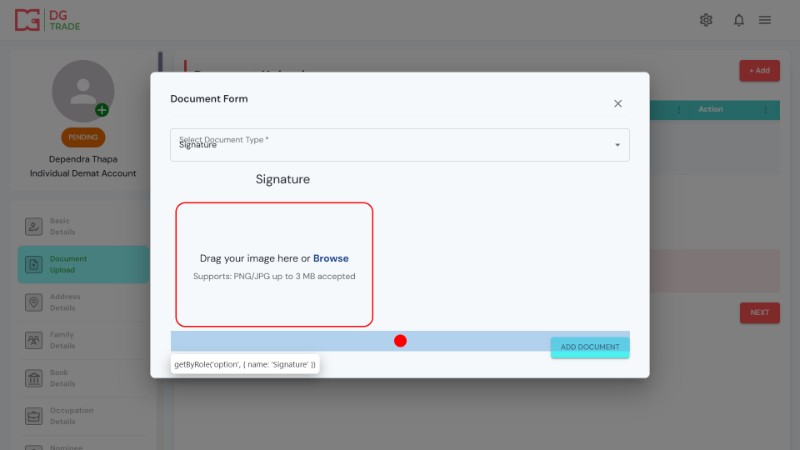 DG
TRADE
+ Add
Action
Document Form
Select Document Type *
Signature
Signature
PENDING
Dependra Thapa
Individual Demat Account
Drag your image here or Browse
Supports: PNG/JPG up to 3 MB accepted
Basic
Details
Document
Upload
Address
Details
Family
Details
Bank
Details
Occupation
Details
Nominee
NEXT
ADD DOCUMENT
getByRole('option', { name: 'Signature' })